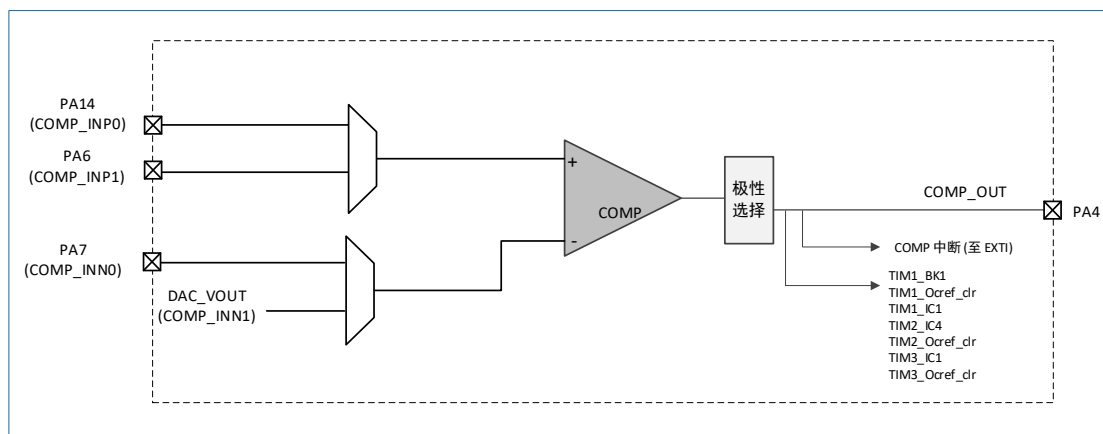 PA14
(COMP_INP0)
PA6
(COMP_INP1)
PA7
(COMP_INN0)
DAC_VOUT
(COMP_INN1)
+
COMP
-
极性
选择
COMP_OUT
PA4
COMP 中断 (至 EXTI)
TIM1_BK1
TIM1_Ocref_clr
TIM1_IC1
TIM2_IC4
TIM2_Ocref_clr
TIM3_IC1
TIM3_Ocref_clr